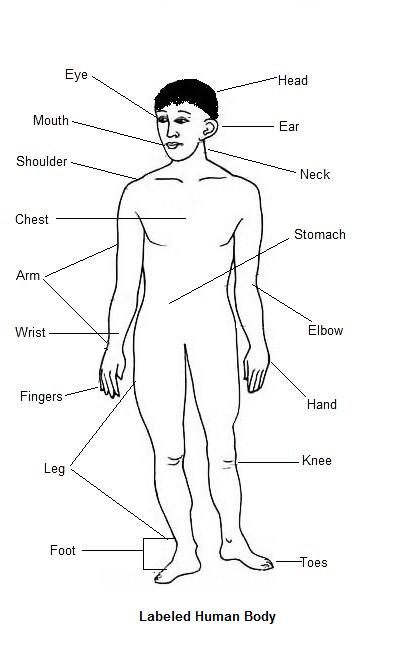 Eye
Head
Mouth
Ear
Shoulder
Neck
Chest
Stomach
Arm
Elbow
Wrist
Fingers
Hand
Leg
Knee
Foot
Toes
Labeled Human Body